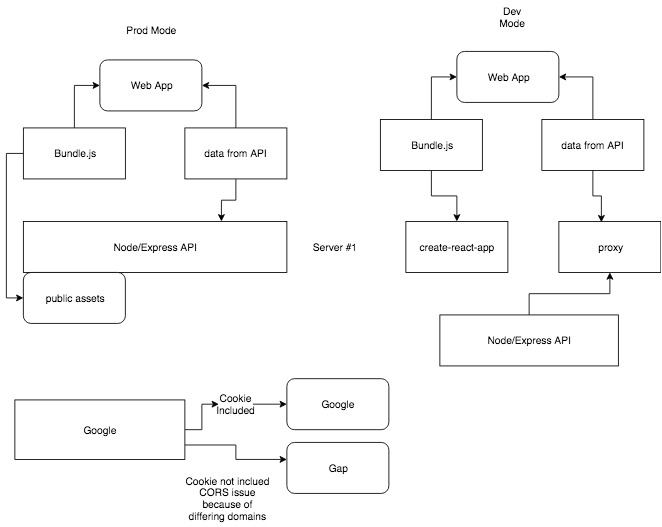 Prod Mode
Web App
Bundle.js
data from API
Node/Express API
Server #1
public assets
Dev
Mode
Web App
Bundle.js
data from API
create-react-app
proxy
Node/Express API
Google
Cookie
Included
Google
Gap
Cookie not inclued
CORS issue
because of
differing domains